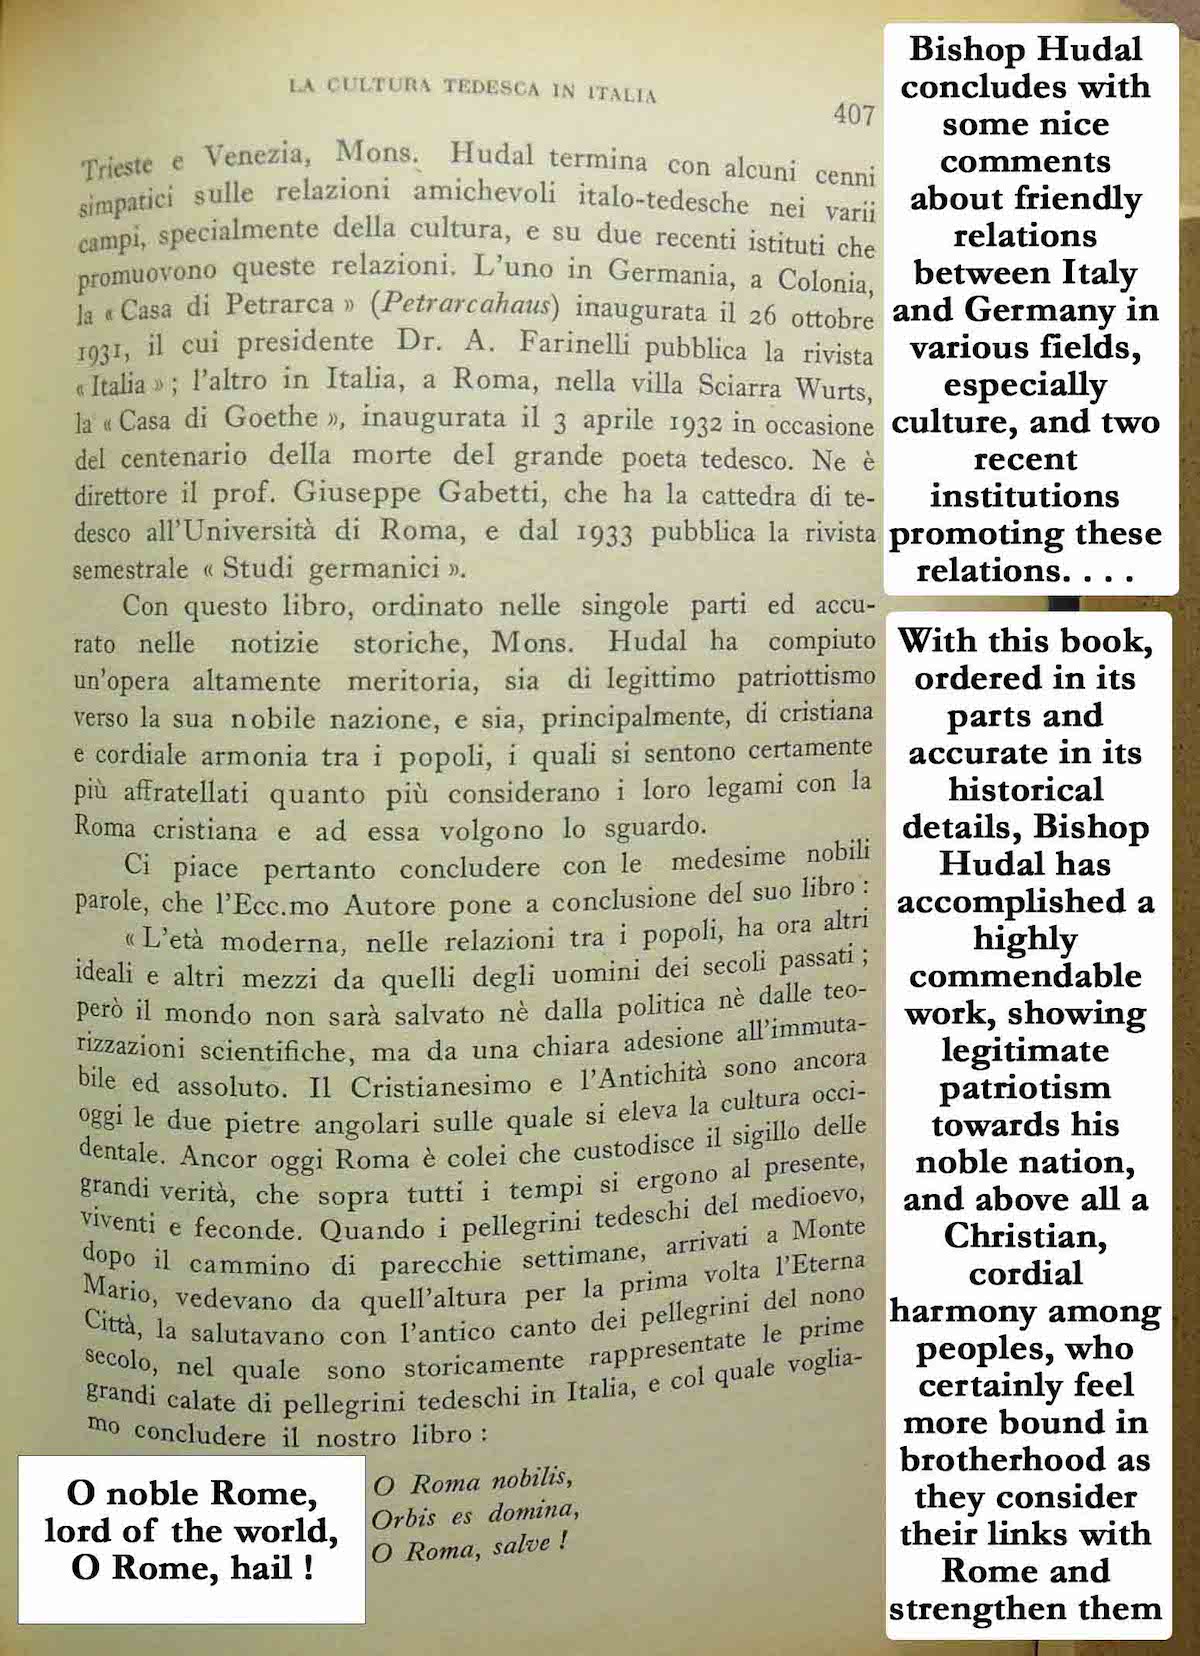 LA CULTURA TEDESCA IN ITALIA
407
Trieste e Venezia, Mons. Hudal termina con alcuni cenni
simpatici sulle relazioni amichevoli italo-tedesche nei varii
campi, specialmente della cultura, e su due recenti istituti che
promuovono queste relazioni. L'uno in Germania, a Colonia,
la « Casa di Petrarca » (Petrarcahaus) inaugurata il 26 ottobre
1931, il cui presidente Dr. A. Farinelli pubblica la rivista
« Italia » ; l'altro in Italia, a Roma, nella villa Sciarra Wurts,
la « Casa di Goethe », inaugurata il 3 aprile 1932 in occasione
del centenario della morte del grande poeta tedesco. Ne è
direttore il prof. Giuseppe Gabetti, che ha la cattedra di te-
desco all'Università di Roma, e dal 1933 pubblica la rivista
semestrale « Studi germanici ».
Con questo libro, ordinato nelle singole parti ed accu-
rato nelle notizie storiche, Mons. Hudal ha compiuto
un'opera altamente meritoria, sia di legittimo patriottismo
verso la sua nobile nazione, e sia, principalmente, di cristiana
e cordiale armonia tra i popoli, i quali si sentono certamente
più affratellati quanto più considerano i loro legami con la
Roma cristiana e ad essa volgono lo sguardo.
Ci piace pertanto concludere con le medesime nobili
parole, che l'Ecc.mo Autore pone a conclusione del suo libro :
« L'età moderna, nelle relazioni tra i popoli, ha ora altri
ideali e altri mezzi da quelli degli uomini dei secoli passati ;
però il mondo non sarà salvato nè dalla politica nè dalle teo-
rizzazioni scientifiche, ma da una chiara adesione all'immuta-
bile ed assoluto. Il Cristianesimo e l'Antichità sono ancora
oggi le due pietre angolari sulle quale si eleva la cultura occi-
dentale. Ancor oggi Roma è colei che custodisce il sigillo delle
grandi verità, che sopra tutti i tempi si ergono al presente,
viventi e feconde. Quando i pellegrini tedeschi del medioevo,
dopo il cammino di parecchie settimane, arrivati a Monte
Mario, vedevano da quell'altura per la prima volta l'Eterna
Città, la salutavano con l'antico canto dei pellegrini del nono
secolo, nel quale sono storicamente rappresentate le prime
grandi calate di pellegrini tedeschi in Italia, e col quale voglia-
mo concludere il nostro libro :
O Roma nobilis,
Orbis es domina,
O Roma, salve !
O noble Rome,
lord of the world,
O Rome, hail !
Bishop Hudal
concludes with
some nice
comments
about friendly
relations
between Italy
and Germany in
various fields,
especially
culture, and two
recent
institutions
promoting these
relations. . . .
With this book,
ordered in its
parts and
accurate in its
historical
details, Bishop
Hudal has
accomplished a
highly
commendable
work, showing
legitimate
patriotism
towards his
noble nation,
and above all a
Christian,
cordial
harmony among
peoples, who
certainly feel
more bound in
brotherhood as
they consider
their links with
Rome and
strengthen them